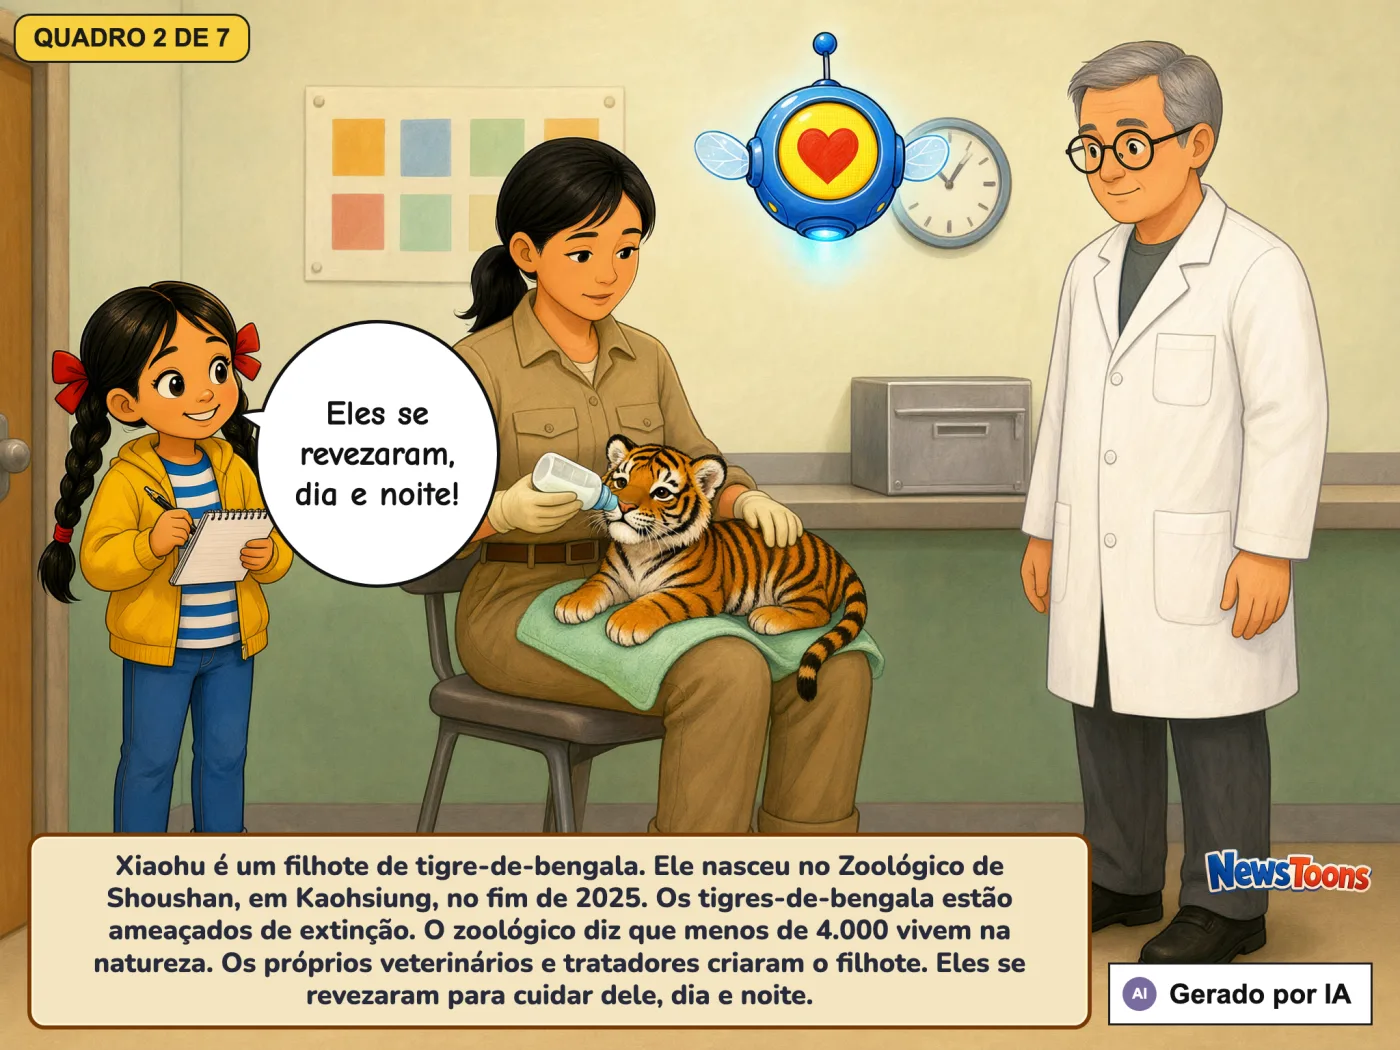 QUADRO 2 DE 7
Eles se
revezaram,
dia e noite!
Xiaohu é um filhote de tigre-de-bengala. Ele nasceu no Zoológico de
Shoushan, em Kaohsiung, no fim de 2025. Os tigres-de-bengala estão
ameaçados de extinção. O zoológico diz que menos de 4.000 vivem na
natureza. Os próprios veterinários e tratadores criaram o filhote. Eles se
revezaram para cuidar dele, dia e noite.
NewsToons
AI Gerado por IA